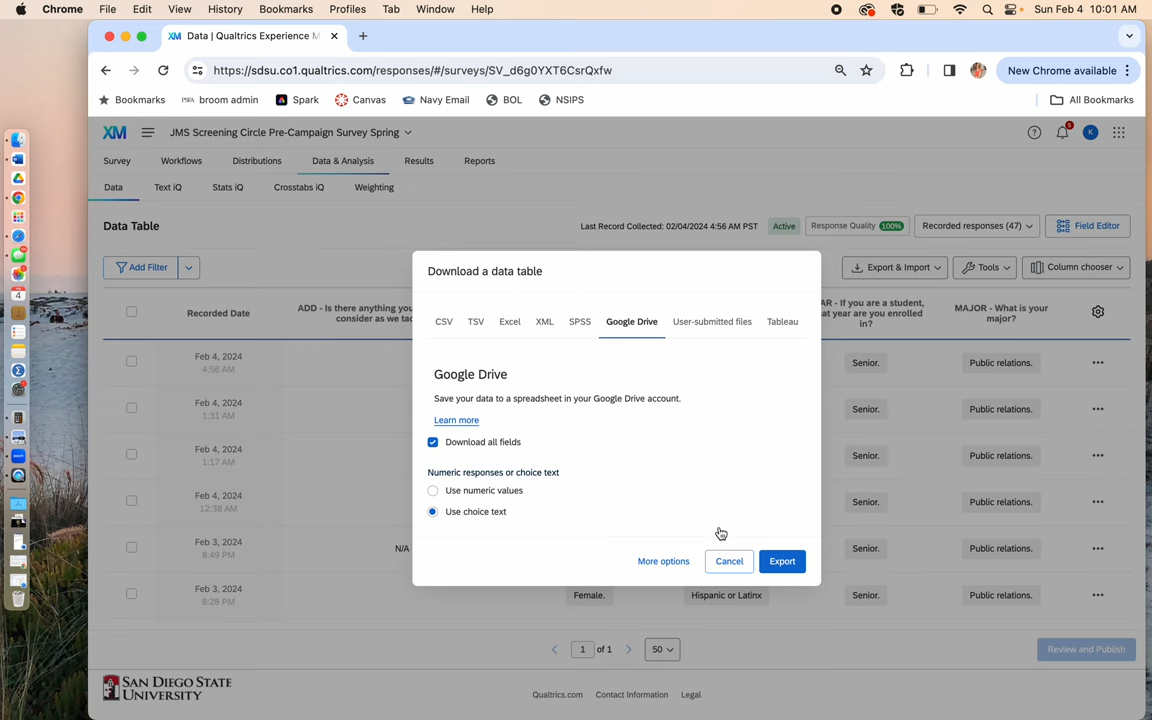 Chrome File Edit View History Bookmarks Profiles Tab Window Help Sun Feb 4 10:01 AM
XM Data | Qualtrics Experience M
https://sdsu.co1.qualtrics.com/responses/#/surveys/SV_d6g0YXT6CsrQxfw New Chrome available
Bookmarks broom admin Spark Canvas Navy Email BOL NSIPS All Bookmarks
XM JMS Screening Circle Pre-Campaign Survey Spring K
Survey Workflows Distributions Data & Analysis Results Reports
Data Text iQ Stats iQ Crosstabs iQ Weighting
Data Table Last Record Collected: 02/04/2024 4:56 AM PST Active Response Quality 100% Recorded responses (47) Field Editor
Add Filter Export & Import Tools Column chooser
Recorded Date
ADD - Is there anything you
consider as we tac
AR - If you are a student,
at year are you enrolled
in?
MAJOR - What is your
major?
Feb 4, 2024
4:56 AM
Senior. Public relations.
Feb 4, 2024
1:31 AM
Senior. Public relations.
Feb 4, 2024
1:17 AM
Senior. Public relations.
Feb 4, 2024
12:38 AM
Senior. Public relations.
Feb 3, 2024
8:49 PM
N/A Senior. Public relations.
Feb 3, 2024
8:28 PM
Female. Hispanic or Latinx Senior. Public relations.
Download a data table
CSV TSV Excel XML SPSS Google Drive User-submitted files Tableau
Google Drive
Save your data to a spreadsheet in your Google Drive account.
Learn more
Download all fields
Numeric responses or choice text
Use numeric values
Use choice text
More options Cancel Export
1 of 1 50 Review and Publish
SAN DIEGO STATE
UNIVERSITY
Qualtrics.com Contact Information Legal